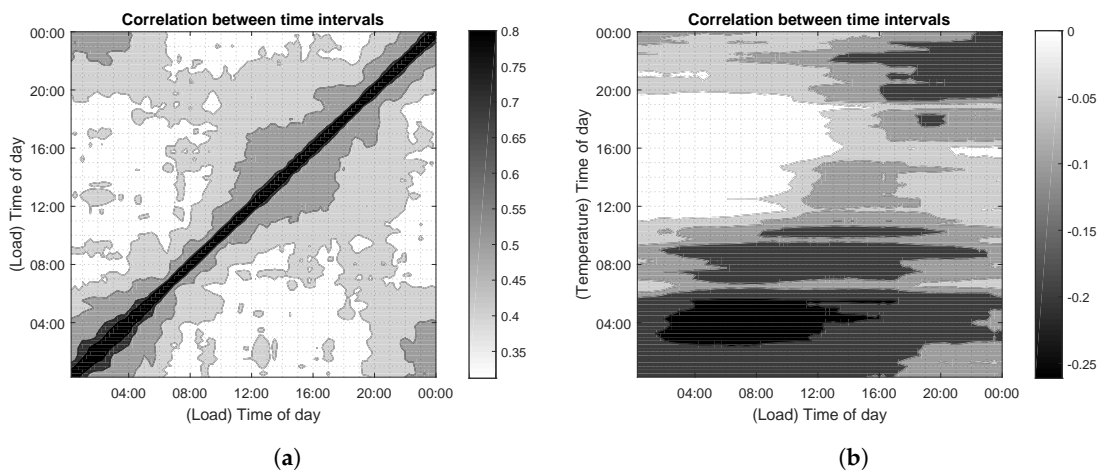 Correlation between time intervals
00:00
20:00
16:00
12:00
08:00
04:00
(Load) Time of day
04:00 08:00 12:00 16:00 20:00 00:00
(Load) Time of day
0.8
0.75
0.7
0.65
0.6
0.55
0.5
0.45
0.4
0.35
(a)
Correlation between time intervals
00:00
20:00
16:00
12:00
08:00
04:00
(Temperature) Time of day
04:00 08:00 12:00 16:00 20:00 00:00
(Load) Time of day
0
-0.05
-0.1
-0.15
-0.2
-0.25
(b)